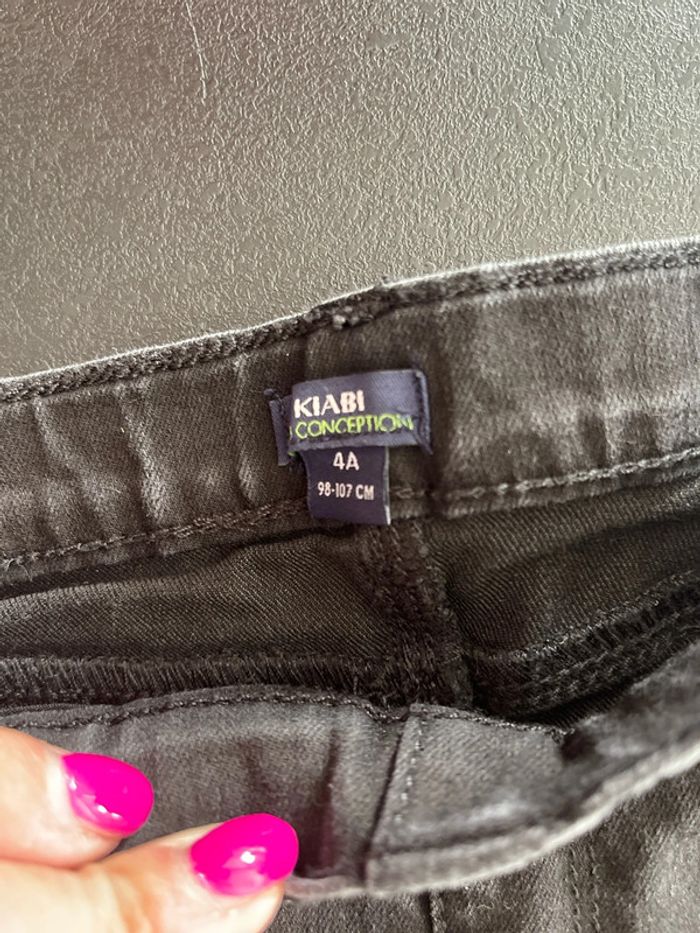 KIABI
CONCEPTION
4A
98-107 CM